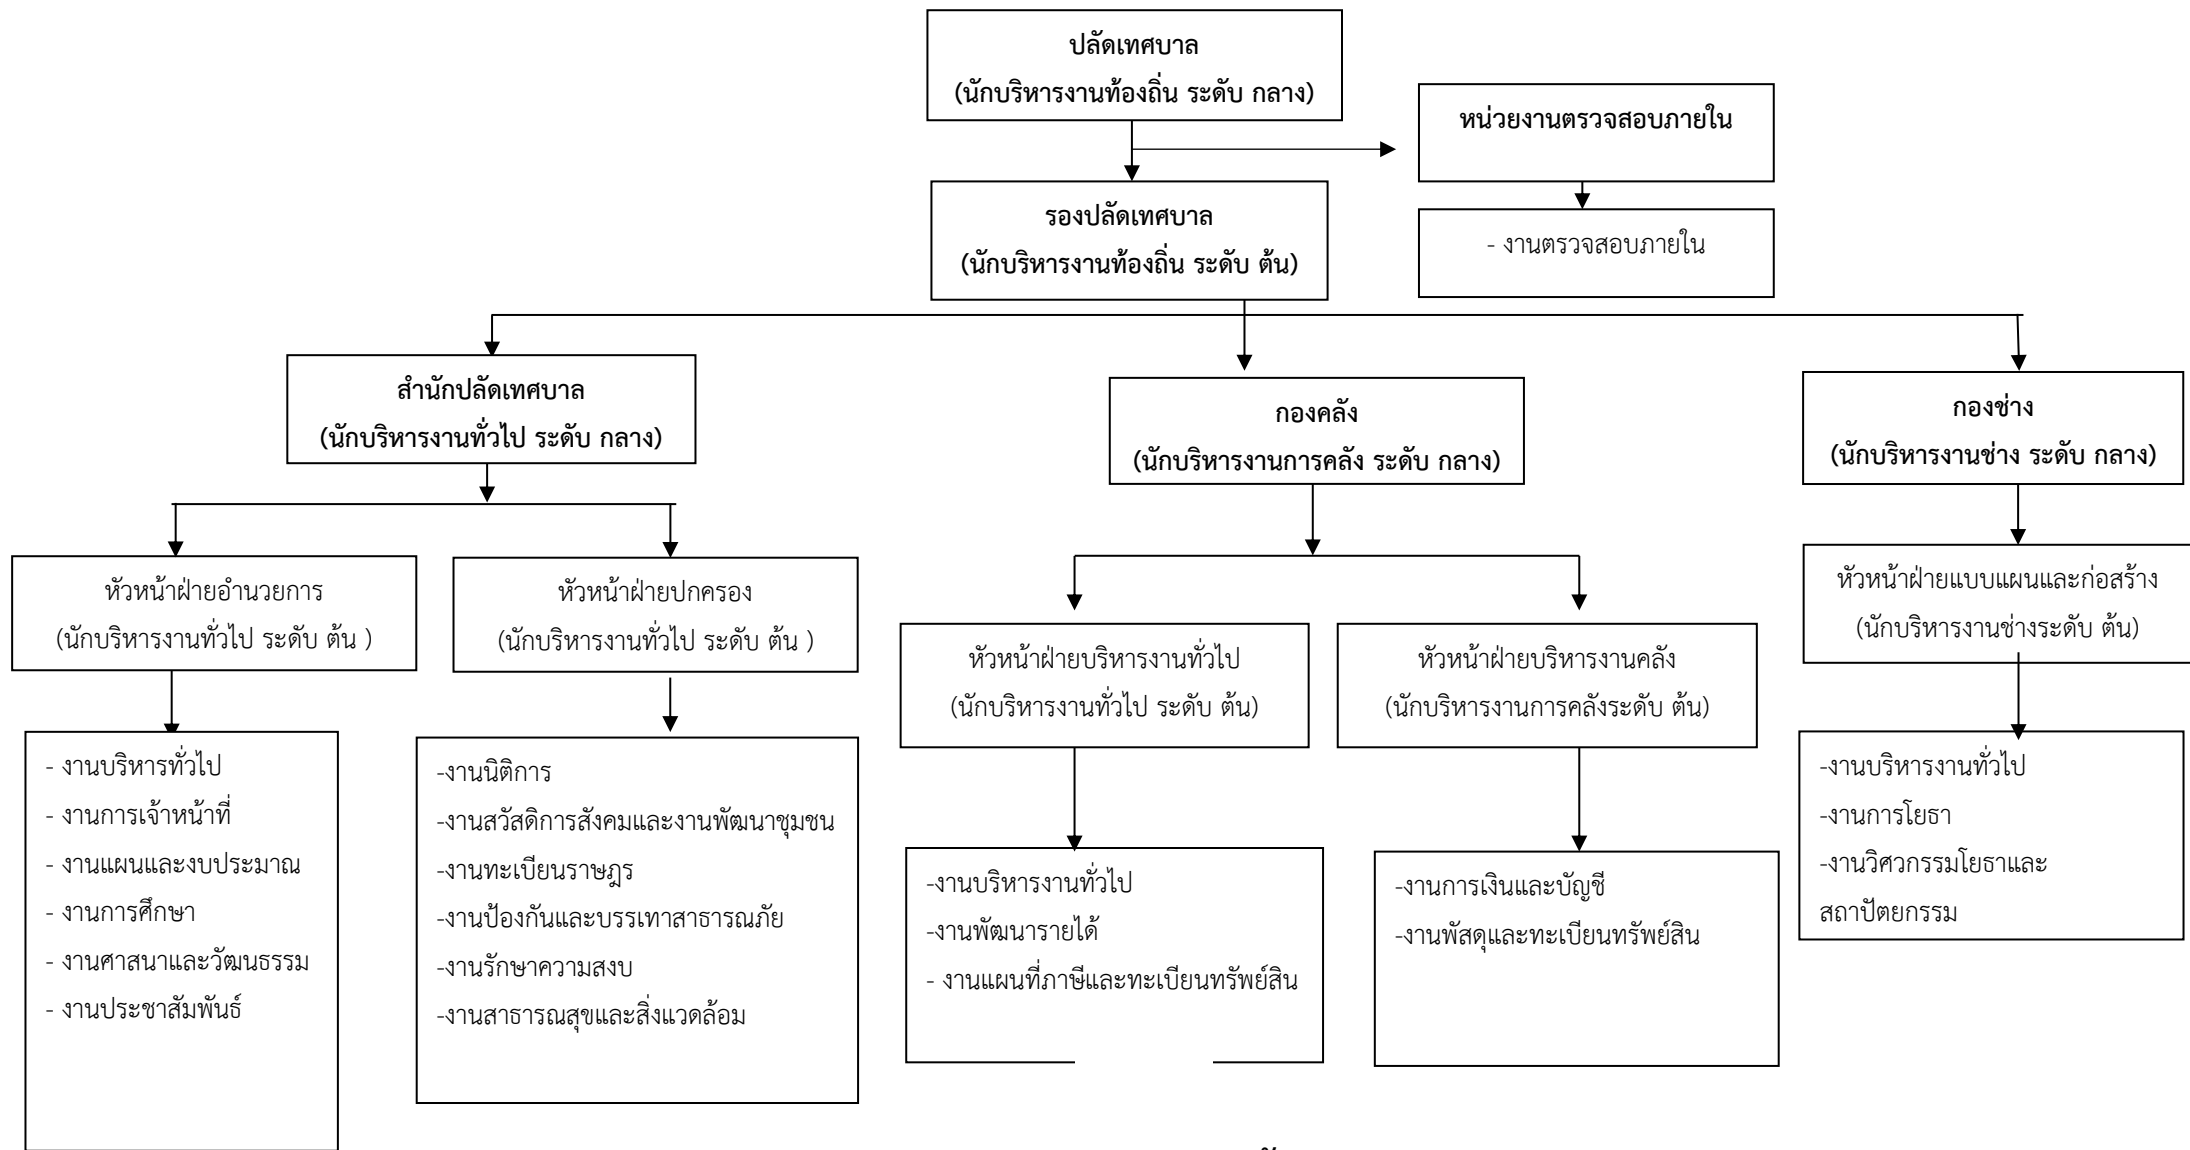 ปลัดเทศบาล
(นักบริหารงานท้องถิ่น ระดับ กลาง)
หน่วยงานตรวจสอบภายใน
รองปลัดเทศบาล
(นักบริหารงานท้องถิ่น ระดับ ต้น)
- งานตรวจสอบภายใน
สำนักปลัดเทศบาล
(นักบริหารงานทั่วไป ระดับ กลาง)
กองคลัง
(นักบริหารงานการคลัง ระดับ กลาง)
กองช่าง
(นักบริหารงานช่าง ระดับ กลาง)
หัวหน้าฝ่ายอำนวยการ
(นักบริหารงานทั่วไป ระดับ ต้น )
หัวหน้าฝ่ายปกครอง
(นักบริหารงานทั่วไป ระดับ ต้น )
หัวหน้าฝ่ายบริหารงานทั่วไป
(นักบริหารงานทั่วไป ระดับ ต้น)
หัวหน้าฝ่ายบริหารงานคลัง
(นักบริหารงานการคลังระดับ ต้น)
หัวหน้าฝ่ายแบบแผนและก่อสร้าง
(นักบริหารงานช่างระดับ ต้น)
- งานบริหารทั่วไป
- งานการเจ้าหน้าที่
- งานแผนและงบประมาณ
- งานการศึกษา
- งานศาสนาและวัฒนธรรม
- งานประชาสัมพันธ์
-งานนิติการ
-งานสวัสดิการสังคมและงานพัฒนาชุมชน
-งานทะเบียนราษฎร
-งานป้องกันและบรรเทาสาธารณภัย
-งานรักษาความสงบ
-งานสาธารณสุขและสิ่งแวดล้อม
-งานบริหารงานทั่วไป
-งานพัฒนารายได้
- งานแผนที่ภาษีและทะเบียนทรัพย์สิน
-งานการเงินและบัญชี
-งานพัสดุและทะเบียนทรัพย์สิน
-งานบริหารงานทั่วไป
-งานการโยธา
-งานวิศวกรรมโยธาและ
สถาปัตยกรรม